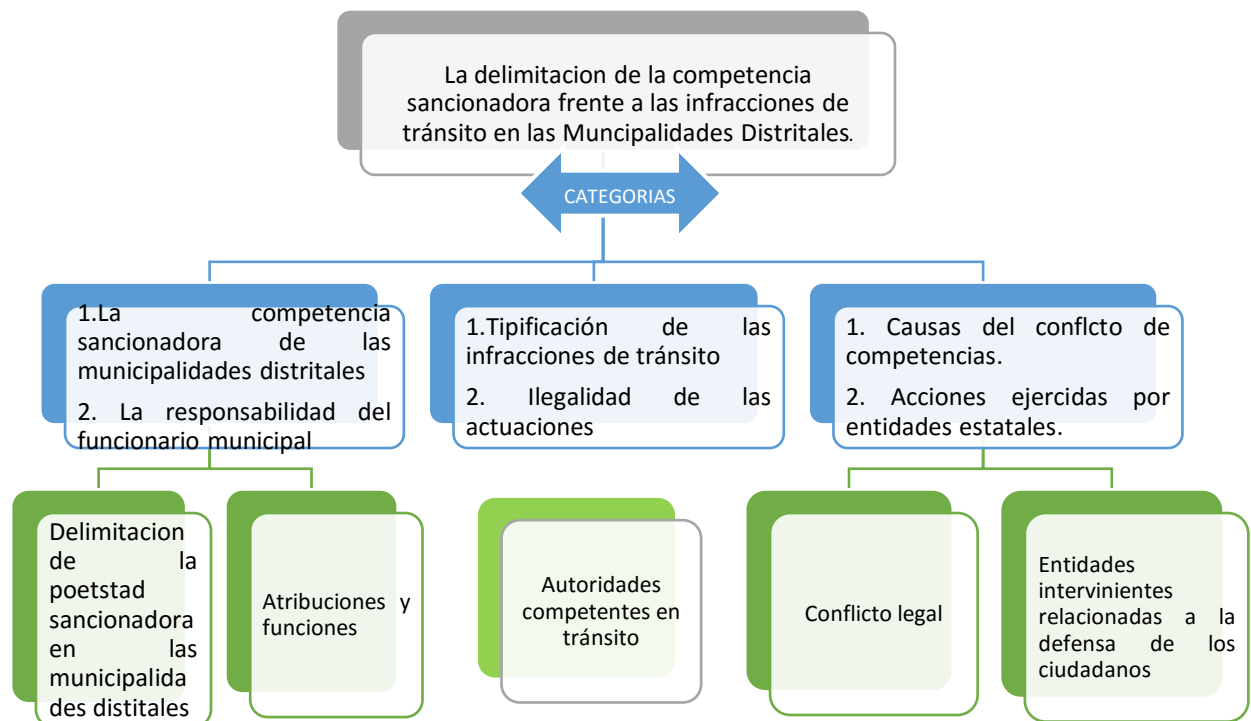 La delimitacion de la competencia
sancionadora frente a las infracciones de
tránsito en las Muncipalidades Distritales.
CATEGORIAS
1.La competencia
sancionadora de las
municipalidades distritales
2. La responsabilidad del
funcionario municipal
1.Tipificación de las
infracciones de tránsito
2. Ilegalidad de las
actuaciones
1. Causas del conflcto de
competencias.
2. Acciones ejercidas por
entidades estatales.
Delimitacion
de la
poetstad
sancionadora
en las
municipalida
des distitales
Atribuciones y
funciones
Autoridades
competentes en
tránsito
Conflicto legal
Entidades
intervinientes
relacionadas a la
defensa de los
ciudadanos